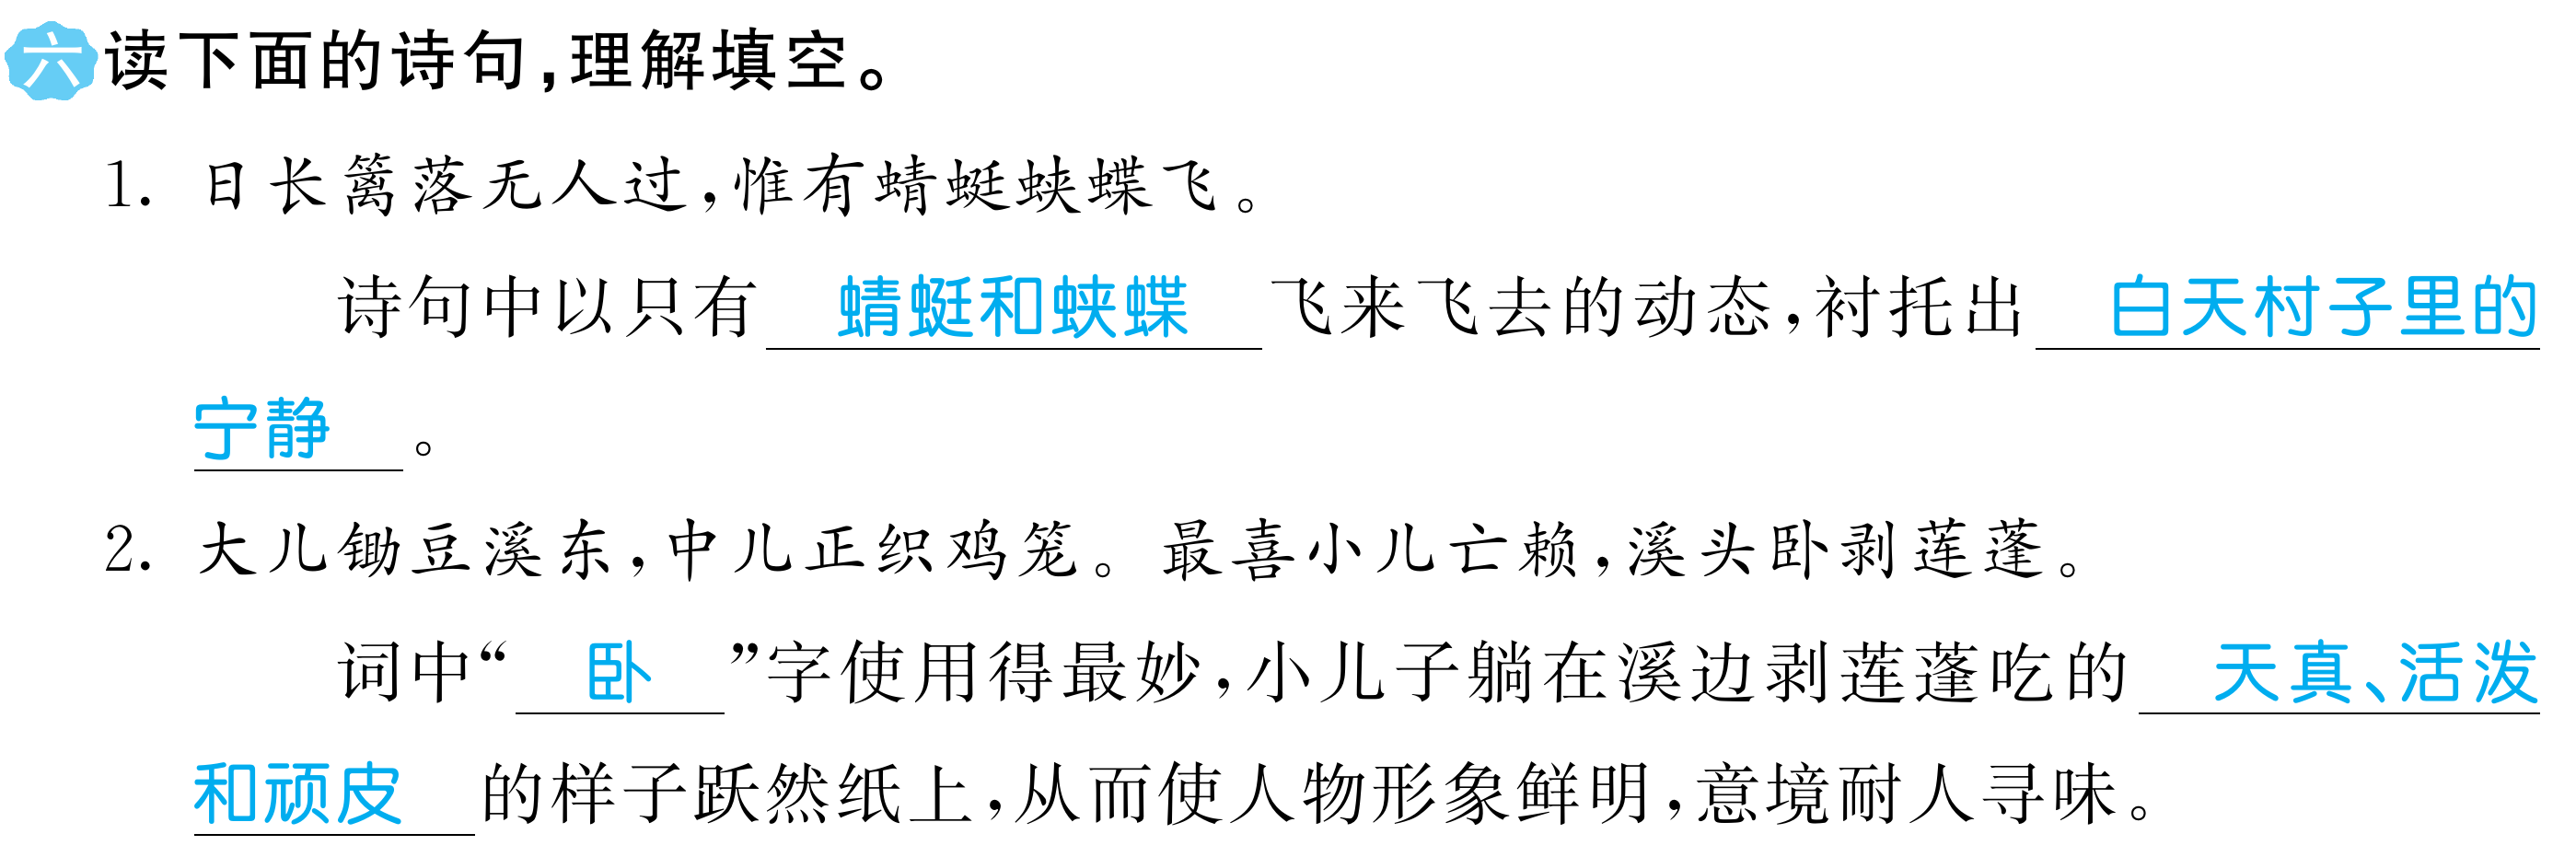 六 读下面的诗句,理解填空。
1. 日长篱落无人过,惟有蜻蜓蛱蝶飞。
诗句中以只有 蜻蜓和蛱蝶 飞来飞去的动态,衬托出 白天村子里的
宁静 。
2. 大儿锄豆溪东,中儿正织鸡笼。最喜小儿亡赖,溪头卧剥莲蓬。
词中“ 卧 ”字使用得最妙,小儿子躺在溪边剥莲蓬吃的 天真、活泼
和顽皮 的样子跃然纸上,从而使人物形象鲜明,意境耐人寻味。